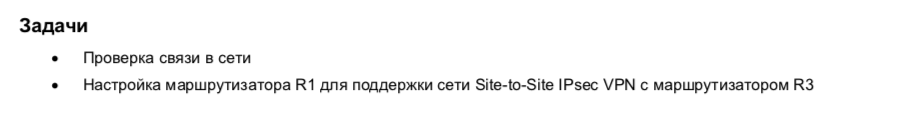 Задачи
• Проверка связи в сети
• Настройка маршрутизатора R1 для поддержки сети Site-to-Site IPsec VPN с маршрутизатором R3